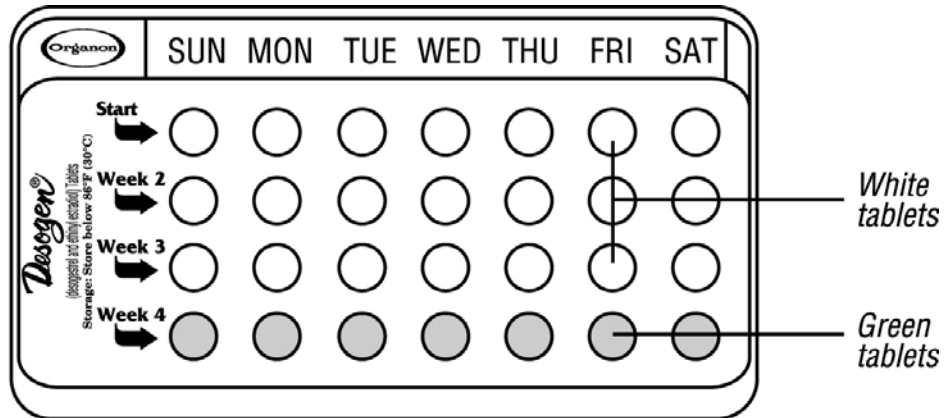 Organon
SUN MON TUE WED THU FRI SAT
Start
Week 2
Week 3
Week 4
Desogen®
(desogestrel and ethinyl estradiol) Tablets
Storage: Store below 86°F (30°C)
White
tablets
Green
tablets